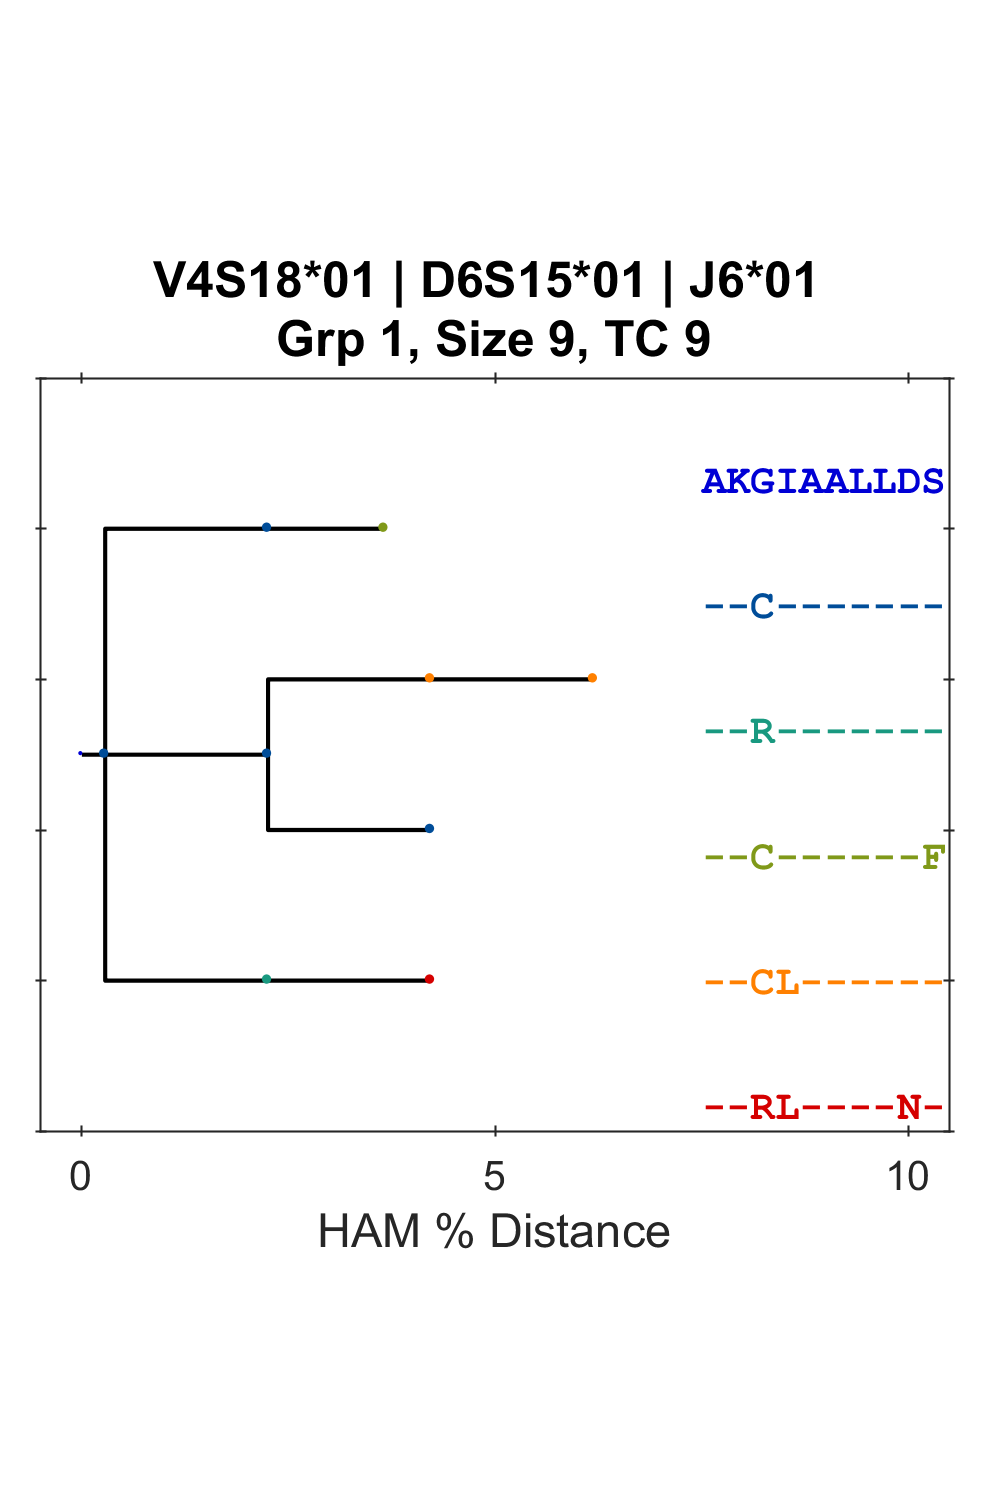 V4S18*01 | D6S15*01 | J6*01
Grp 1, Size 9, TC 9
AKGIAALLDS
--C-------
--R-------
--C------F
--CL------
--RL----N-
0 5 10
HAM % Distance